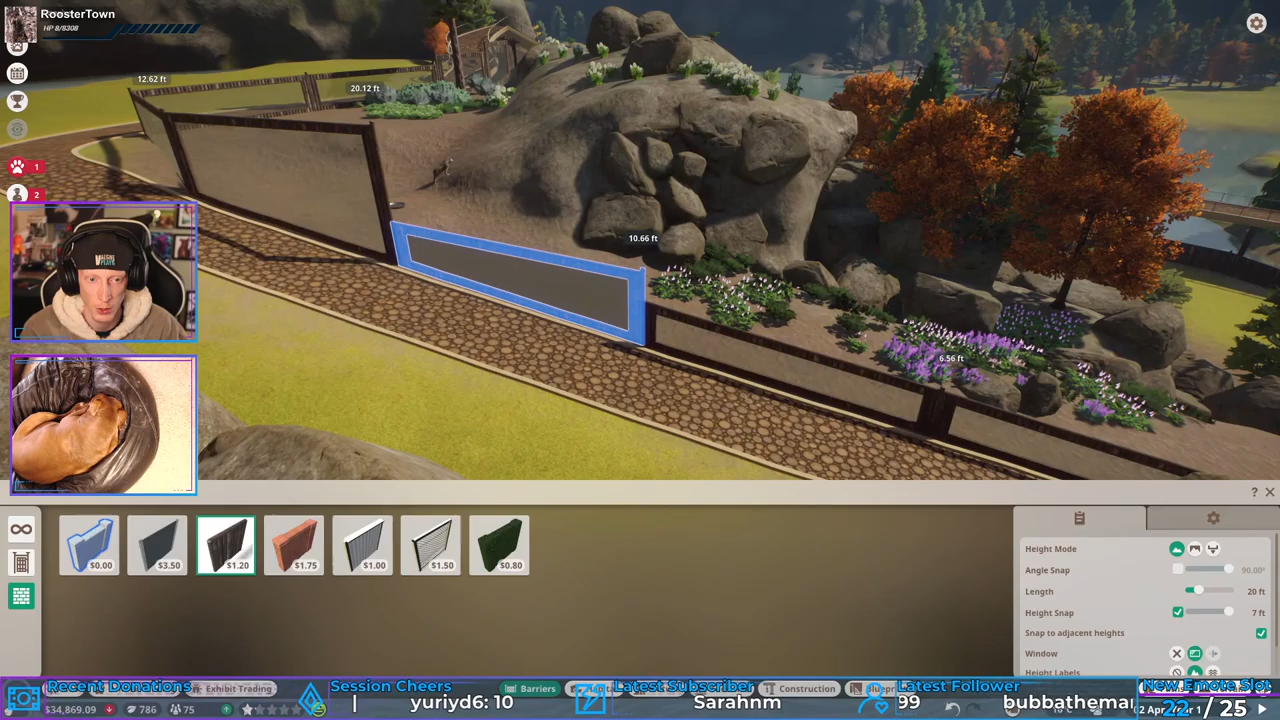 RoosterTown
HP 8/8308
12.62 ft
20.12 ft
1
2
10.66 ft
6.56 ft
$0.00
$3.50
$1.20
$1.75
$1.00
$1.50
$0.80
Height Mode
Angle Snap
90.00°
Length
20 ft
Height Snap
7 ft
Snap to adjacent heights
Window
Height Labels
Recent Donations
Exhibit Trading
Session Cheers
Barriers
Latest Subscriber
Construction
Latest Follower
New Emote Slot
$34,869.09
786
75
yuriyd6: 10
Sarahnm
99
bubbathemar
22 / 25